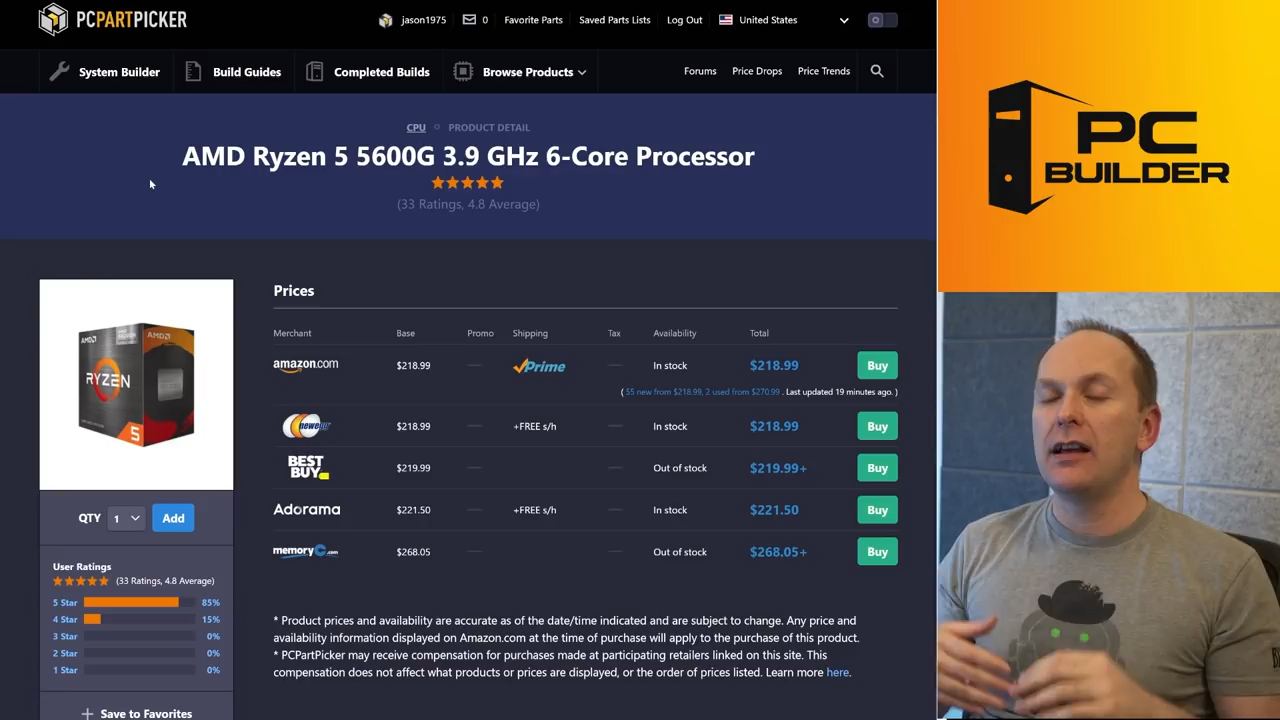 PCPARTPICKER
jason1975
0
Favorite Parts
Saved Parts Lists
Log Out
United States
System Builder
Build Guides
Completed Builds
Browse Products
Forums
Price Drops
Price Trends
CPU
PRODUCT DETAIL
AMD Ryzen 5 5600G 3.9 GHz 6-Core Processor
(33 Ratings, 4.8 Average)
PC
BUILDER
AMD
RYZEN
5
QTY
1
Add
User Ratings
(33 Ratings, 4.8 Average)
5 Star 85%
4 Star 15%
3 Star 0%
2 Star 0%
1 Star 0%
Save to Favorites
Prices
Merchant Base Promo Shipping Tax Availability Total
amazon.com $218.99 — Prime — In stock $218.99 Buy
( 55 new from $218.99, 2 used from $270.99 . Last updated 19 minutes ago. )
newegg $218.99 — +FREE s/h — In stock $218.99 Buy
BEST BUY $219.99 — — Out of stock $219.99+ Buy
Adorama $221.50 — +FREE s/h — In stock $221.50 Buy
memoryC.com $268.05 — — Out of stock $268.05+ Buy
* Product prices and availability are accurate as of the date/time indicated and are subject to change. Any price and
availability information displayed on Amazon.com at the time of purchase will apply to the purchase of this product.
* PCPartPicker may receive compensation for purchases made at participating retailers linked on this site. This
compensation does not affect what products or prices are displayed, or the order of prices listed. Learn more here.